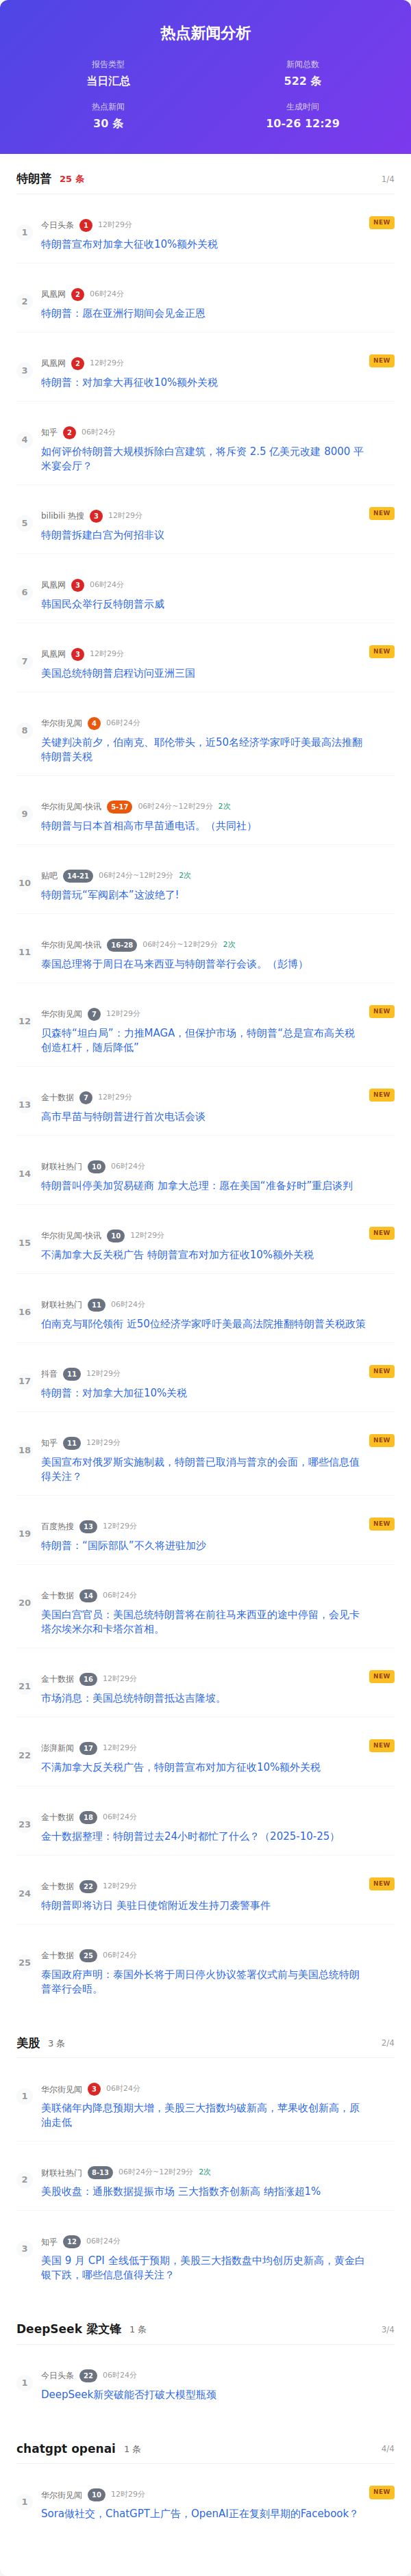 热点新闻分析
报告类型
当日汇总
新闻总数
522 条
热点新闻
30 条
生成时间
10-26 12:29
特朗普 25 条 1/4
1 今日头条 1 12时29分 NEW
特朗普宣布对加拿大征收10%额外关税
2 凤凰网 2 06时24分
特朗普：愿在亚洲行期间会见金正恩
3 凤凰网 2 12时29分 NEW
特朗普：对加拿大再征收10%额外关税
4 知乎 2 06时24分
如何评价特朗普大规模拆除白宫建筑，将斥资 2.5 亿美元改建 8000 平
米宴会厅？
5 bilibili 热搜 3 12时29分 NEW
特朗普拆建白宫为何招非议
6 凤凰网 3 06时24分
韩国民众举行反特朗普示威
7 凤凰网 3 12时29分 NEW
美国总统特朗普启程访问亚洲三国
8 华尔街见闻 4 06时24分
关键判决前夕，伯南克、耶伦带头，近50名经济学家呼吁美最高法推翻
特朗普关税
9 华尔街见闻-快讯 5-17 06时24分~12时29分 2次
特朗普与日本首相高市早苗通电话。（共同社）
10 贴吧 14-21 06时24分~12时29分 2次
特朗普玩“军阀剧本”这波绝了!
11 华尔街见闻-快讯 16-28 06时24分~12时29分 2次
泰国总理将于周日在马来西亚与特朗普举行会谈。（彭博）
12 华尔街见闻 7 12时29分 NEW
贝森特“坦白局”：力推MAGA，但保护市场，特朗普“总是宣布高关税
创造杠杆，随后降低”
13 金十数据 7 12时29分 NEW
高市早苗与特朗普进行首次电话会谈
14 财联社热门 10 06时24分
特朗普叫停美加贸易磋商 加拿大总理：愿在美国“准备好时”重启谈判
15 华尔街见闻-快讯 10 12时29分 NEW
不满加拿大反关税广告 特朗普宣布对加方征收10%额外关税
16 财联社热门 11 06时24分
伯南克与耶伦领衔 近50位经济学家呼吁美最高法院推翻特朗普关税政策
17 抖音 11 12时29分 NEW
特朗普：对加拿大加征10%关税
18 知乎 11 12时29分 NEW
美国宣布对俄罗斯实施制裁，特朗普已取消与普京的会面，哪些信息值
得关注？
19 百度热搜 13 12时29分 NEW
特朗普：“国际部队”不久将进驻加沙
20 金十数据 14 06时24分
美国白宫官员：美国总统特朗普将在前往马来西亚的途中停留，会见卡
塔尔埃米尔和卡塔尔首相。
21 金十数据 16 12时29分 NEW
市场消息：美国总统特朗普抵达吉隆坡。
22 澎湃新闻 17 12时29分 NEW
不满加拿大反关税广告，特朗普宣布对加方征收10%额外关税
23 金十数据 18 06时24分
金十数据整理：特朗普过去24小时都忙了什么？（2025-10-25）
24 金十数据 22 12时29分 NEW
特朗普即将访日 美驻日使馆附近发生持刀袭警事件
25 金十数据 25 06时24分
泰国政府声明：泰国外长将于周日停火协议签署仪式前与美国总统特朗
普举行会晤。
美股 3 条 2/4
1 华尔街见闻 3 06时24分
美联储年内降息预期大增，美股三大指数均破新高，苹果收创新高，原
油走低
2 财联社热门 8-13 06时24分~12时29分 2次
美股收盘：通胀数据提振市场 三大指数齐创新高 纳指涨超1%
3 知乎 12 06时24分
美国 9 月 CPI 全线低于预期，美股三大指数盘中均创历史新高，黄金白
银下跌，哪些信息值得关注？
DeepSeek 梁文锋 1 条 3/4
1 今日头条 22 06时24分
DeepSeek新突破能否打破大模型瓶颈
chatgpt openai 1 条 4/4
1 华尔街见闻 10 12时29分 NEW
Sora做社交，ChatGPT上广告，OpenAI正在复刻早期的Facebook？